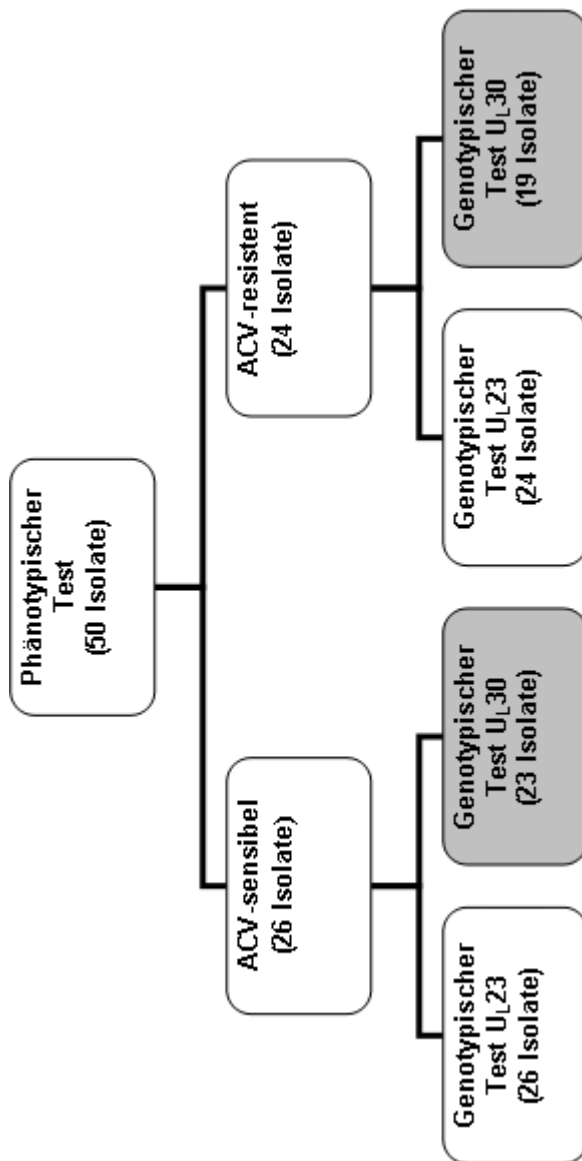 Phänotypischer
Test
(50 Isolate)
ACV-sensibel
(26 Isolate)
ACV-resistent
(24 Isolate)
Genotypischer
Test UL23
(26 Isolate)
Genotypischer
Test UL30
(23 Isolate)
Genotypischer
Test UL23
(24 Isolate)
Genotypischer
Test UL30
(19 Isolate)